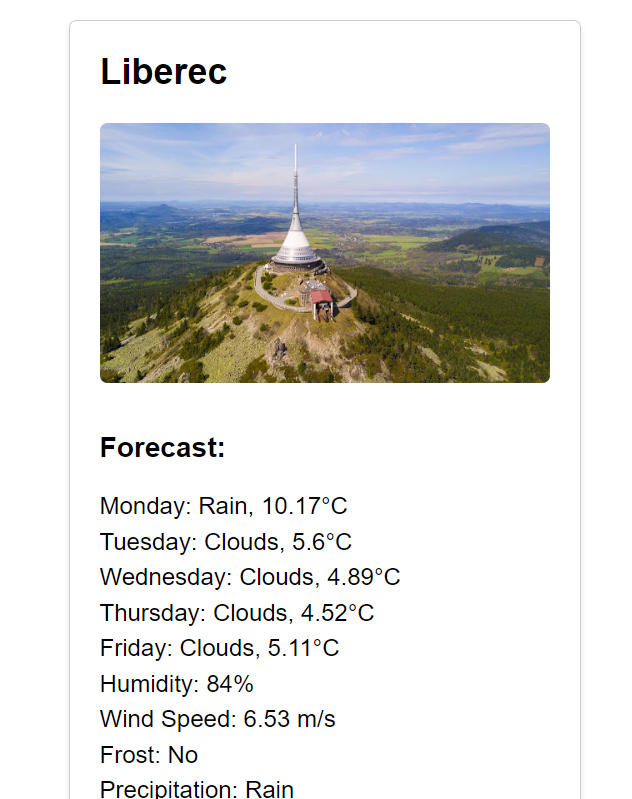 Liberec
Forecast:
Monday: Rain, 10.17°C
Tuesday: Clouds, 5.6°C
Wednesday: Clouds, 4.89°C
Thursday: Clouds, 4.52°C
Friday: Clouds, 5.11°C
Humidity: 84%
Wind Speed: 6.53 m/s
Frost: No
Precipitation: Rain